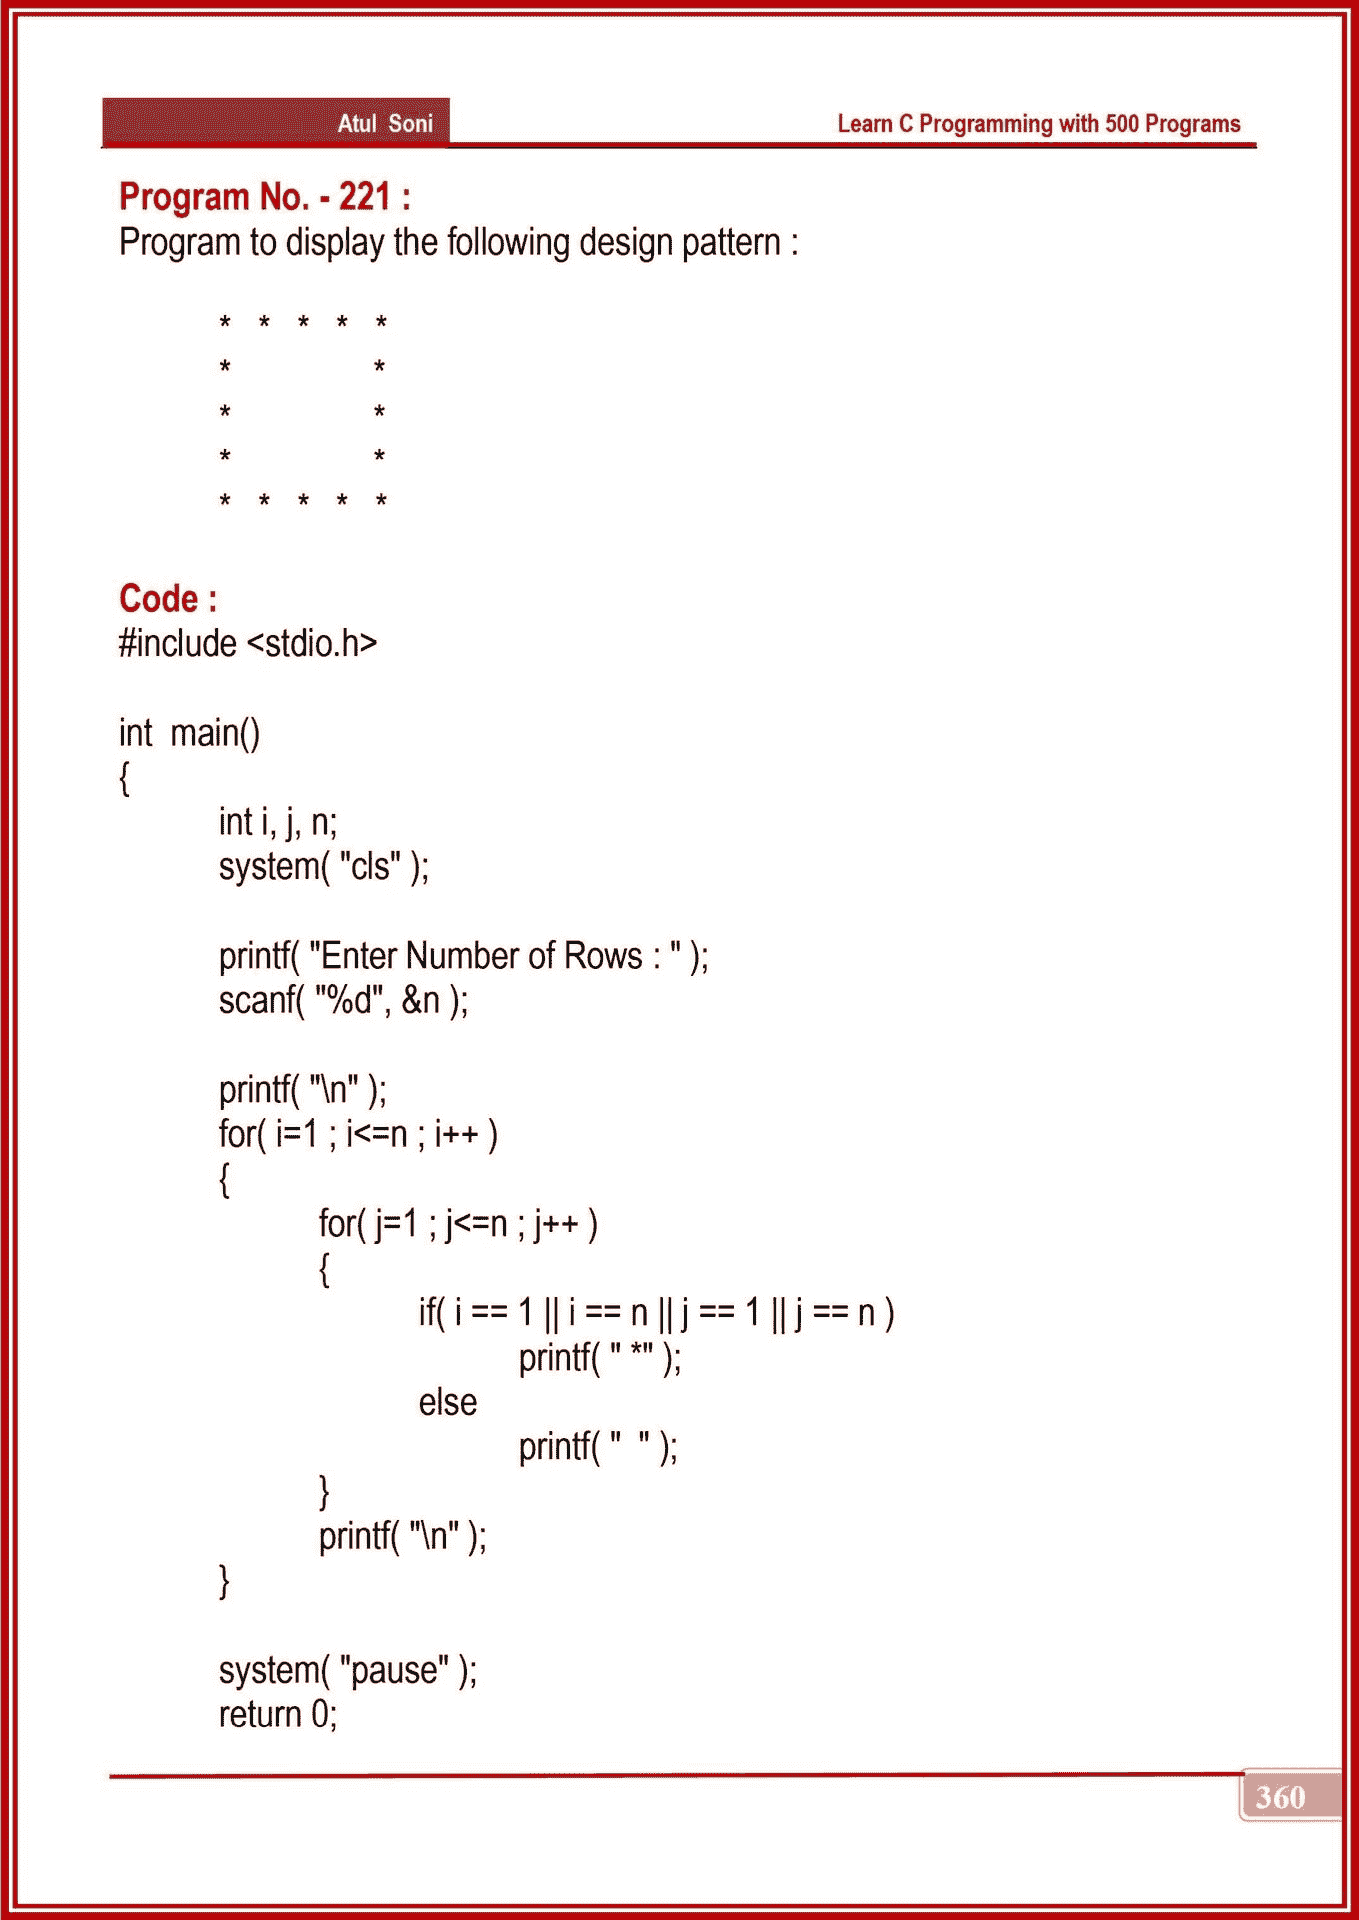 Atul  Soni
Learn C Programming with 500 Programs
Program No. - 221 :
Program to display the following design pattern :
*   *   *   *   *
*               *
*               *
*               *
*   *   *   *   *
Code :
#include <stdio.h>
int  main()
{
int i, j, n;
system( "cls" );
printf( "Enter Number of Rows : " );
scanf( "%d", &n );
printf( "\n" );
for( i=1 ; i<=n ; i++ )
{
for( j=1 ; j<=n ; j++ )
{
if( i == 1 || i == n || j == 1 || j == n )
printf( " *" );
else
printf( "  " );
}
printf( "\n" );
}
system( "pause" );
return 0;
360